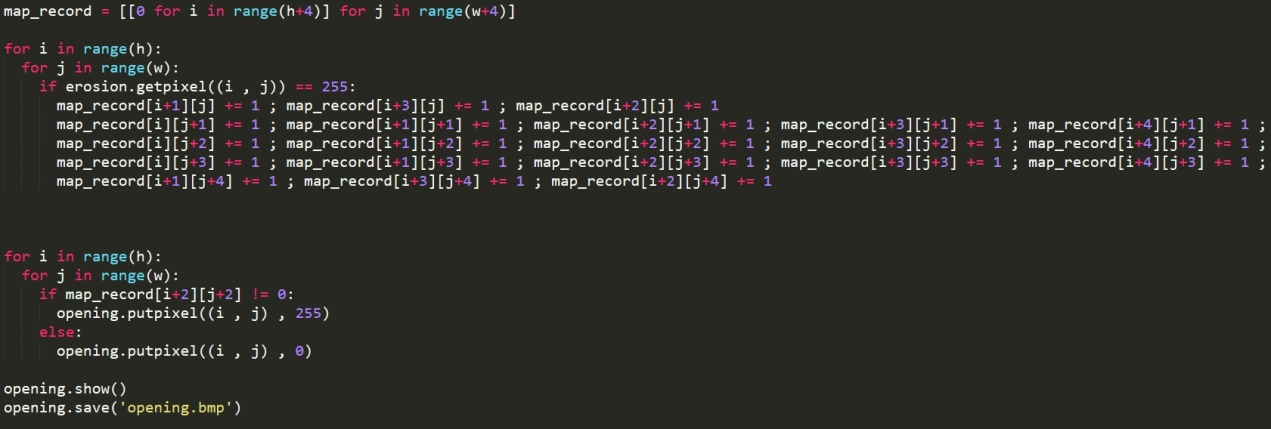 map_record = [[0 for i in range(h+4)] for j in range(w+4)]
for i in range(h):
for j in range(w):
if erosion.getpixel((i , j)) == 255:
map_record[i+1][j] += 1 ; map_record[i+3][j] += 1 ; map_record[i+2][j] += 1
map_record[i][j+1] += 1 ; map_record[i+1][j+1] += 1 ; map_record[i+2][j+1] += 1 ; map_record[i+3][j+1] += 1 ; map_record[i+4][j+1] += 1 ;
map_record[i][j+2] += 1 ; map_record[i+1][j+2] += 1 ; map_record[i+2][j+2] += 1 ; map_record[i+3][j+2] += 1 ; map_record[i+4][j+2] += 1 ;
map_record[i][j+3] += 1 ; map_record[i+1][j+3] += 1 ; map_record[i+2][j+3] += 1 ; map_record[i+3][j+3] += 1 ; map_record[i+4][j+3] += 1 ;
map_record[i+1][j+4] += 1 ; map_record[i+3][j+4] += 1 ; map_record[i+2][j+4] += 1
for i in range(h):
for j in range(w):
if map_record[i+2][j+2] != 0:
opening.putpixel((i , j) , 255)
else:
opening.putpixel((i , j) , 0)
opening.show()
opening.save('opening.bmp')